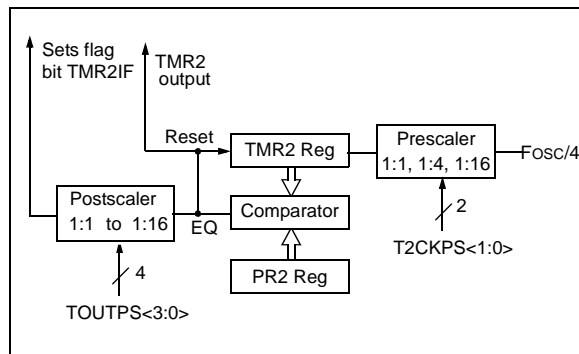 Sets flag
bit TMR2IF
TMR2
output
Reset
TMR2 Reg
Prescaler
1:1, 1:4, 1:16
FOSC/4
Postscaler
1:1 to 1:16
EQ
Comparator
2
T2CKPS<1:0>
4
PR2 Reg
TOUTPS<3:0>